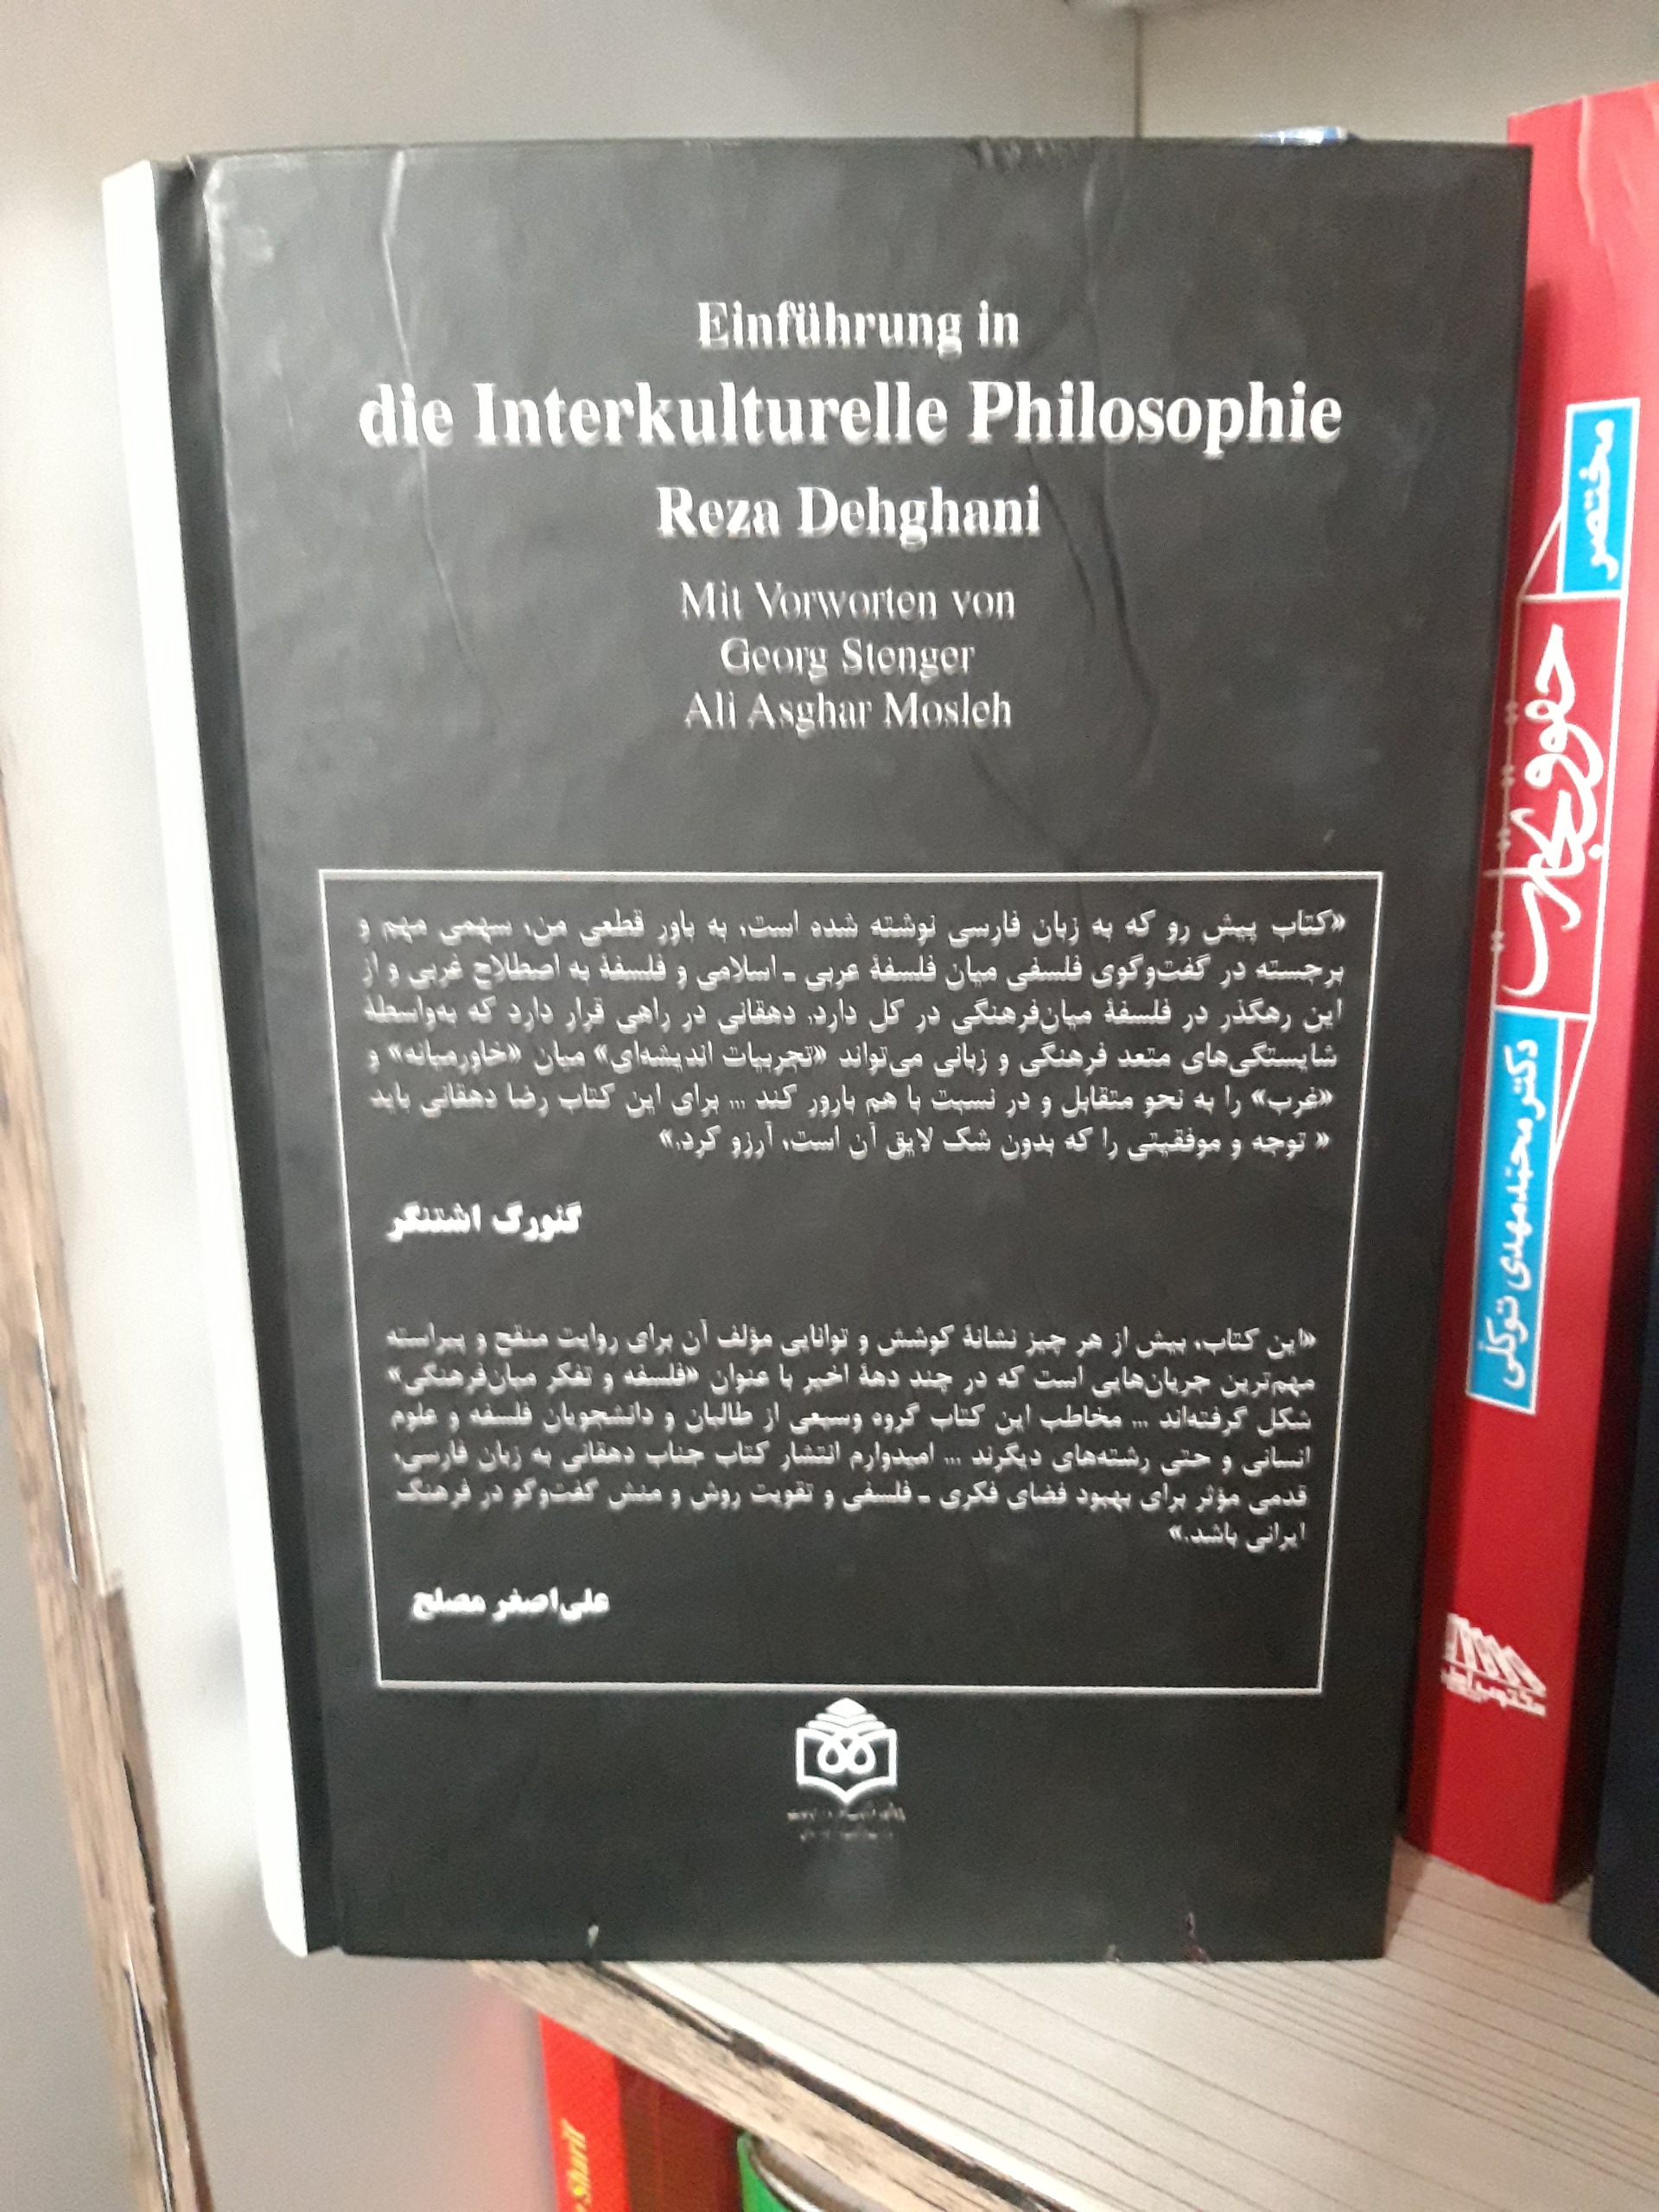 Einführung in
die Interkulturelle Philosophie
Reza Dehghani
Mit Vorworten von
Georg Stenger
Ali Asghar Mosleh
«کتاب پیش رو که به زبان فارسی نوشته شده است، به باور قطعی من، سهمی مهم و
برجسته در گفت‌وگوی فلسفی میان فلسفهٔ عربی ـ اسلامی و فلسفهٔ به اصطلاح غربی و از
این رهگذر در فلسفهٔ میان‌فرهنگی در کل دارد. دهقانی در راهی قرار دارد که به‌واسطهٔ
شایستگی‌های متعد فرهنگی و زبانی می‌تواند «تجربیات اندیشه‌ای» میان «خاورمیانه» و
«غرب» را به نحو متقابل و در نسبت با هم بارور کند ... برای این کتاب رضا دهقانی باید
« توجه و موفقیتی را که بدون شک لایق آن است، آرزو کرد.»
گئورگ اشتنگر
«این کتاب، بیش از هر چیز نشانهٔ کوشش و توانایی مؤلف آن برای روایت منقح و پیراسته
مهم‌ترین جریان‌هایی است که در چند دههٔ اخیر با عنوان «فلسفه و تفکر میان‌فرهنگی»
شکل گرفته‌اند ... مخاطب این کتاب گروه وسیعی از طالبان و دانشجویان فلسفه و علوم
انسانی و حتی رشته‌های دیگرند ... امیدوارم انتشار کتاب جناب دهقانی به زبان فارسی،
قدمی مؤثر برای بهبود فضای فکری ـ فلسفی و تقویت روش و منش گفت‌وگو در فرهنگ
ایرانی باشد.»
علی‌اصغر مصلح
مختصر
حقوق تجارت
دکتر محمدمهدی توکلی
Sharif